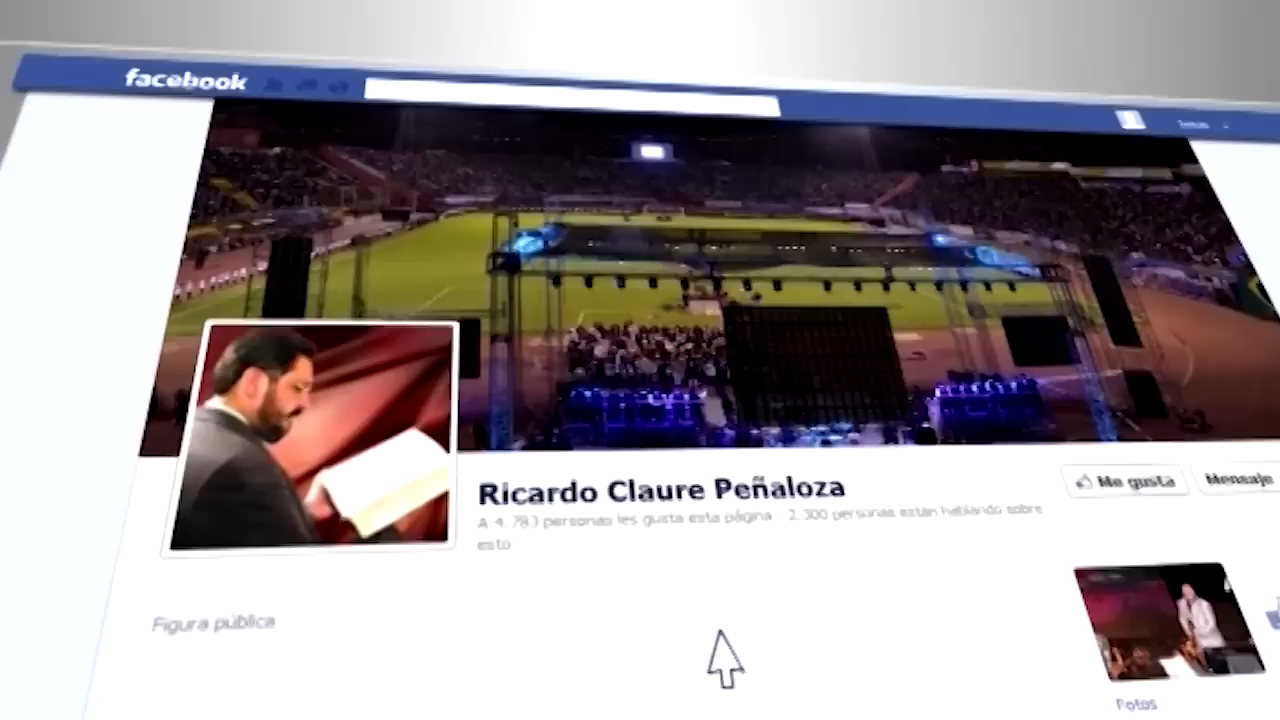 facebook
Ricardo Claure Peñaloza
Me gusta
Mensaje
A 4.783 personas les gusta esta página 2.300 personas están hablando sobre
esto
Figura pública
Fotos